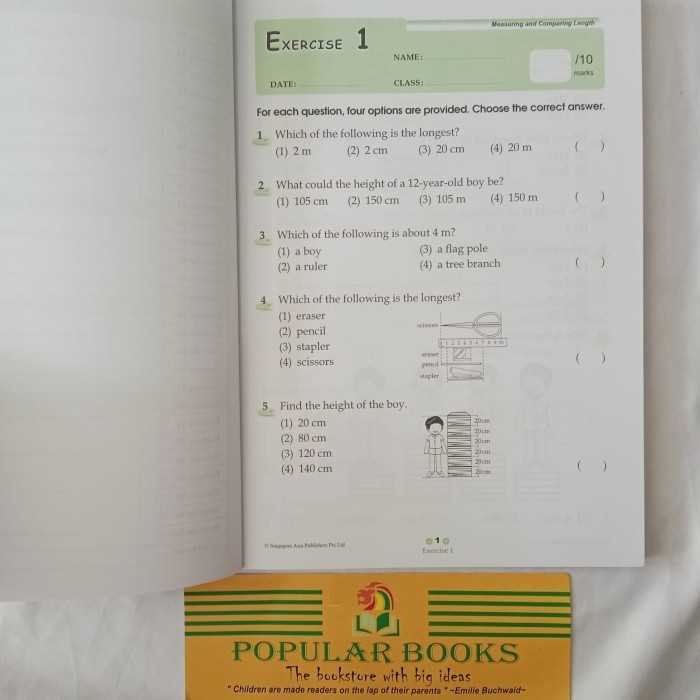 Measuring and Comparing Length
EXERCISE 1
NAME:
/10
marks
DATE:
CLASS:
For each question, four options are provided. Choose the correct answer.
1 Which of the following is the longest?
(1) 2 m (2) 2 cm (3) 20 cm (4) 20 m ( )
2 What could the height of a 12-year-old boy be?
(1) 105 cm (2) 150 cm (3) 105 m (4) 150 m ( )
3 Which of the following is about 4 m?
(1) a boy (3) a flag pole
(2) a ruler (4) a tree branch ( )
4 Which of the following is the longest?
(1) eraser
(2) pencil
(3) stapler
(4) scissors ( )
scissors
eraser
pencil
stapler
5 Find the height of the boy.
(1) 20 cm
(2) 80 cm
(3) 120 cm
(4) 140 cm ( )
20cm
20cm
20cm
20cm
20cm
20cm
© Singapore Asia Publishers Pte Ltd
1
Exercise 1
POPULAR BOOKS
The bookstore with big ideas
" Children are made readers on the lap of their parents " ~Emilie Buchwald~